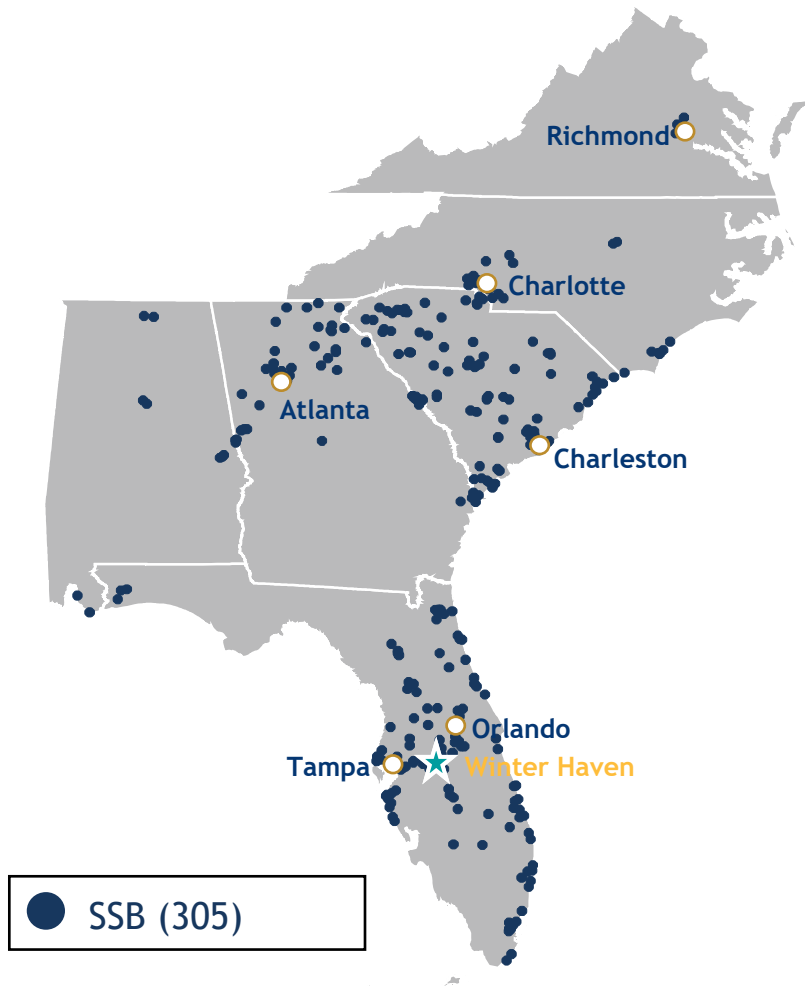 Richmond
Charlotte
Atlanta
Charleston
Orlando
Tampa
Winter Haven
SSB (305)